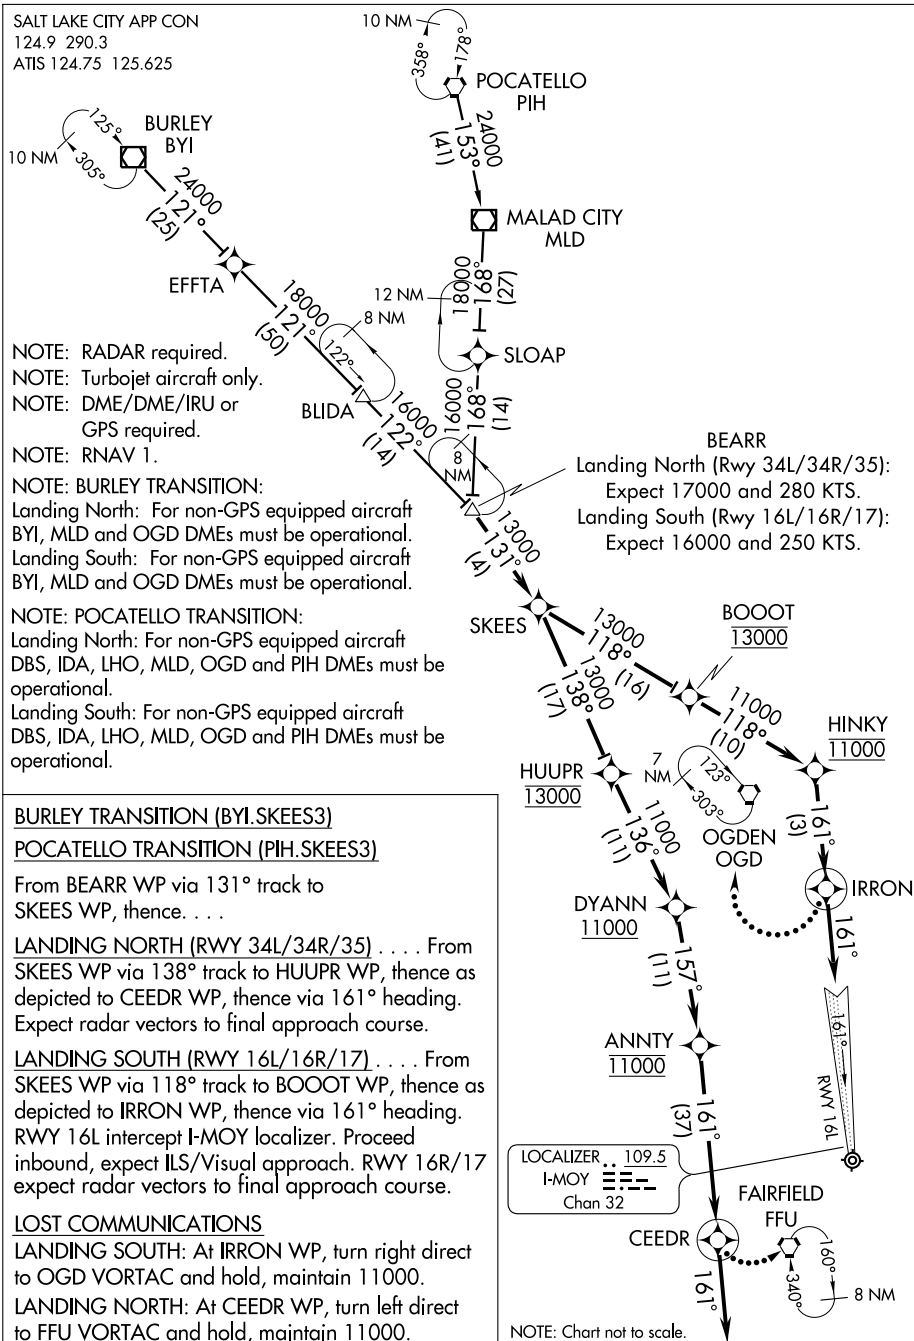 SALT LAKE CITY APP CON
124.9 290.3
ATIS 124.75 125.625
10 NM
358°
178°
POCATELLO
PIH
24000
153°
(41)
BURLEY
BYI
125°
305°
10 NM
24000
121°
(25)
MALAD CITY
MLD
EFFTA
18000
168°
(27)
12 NM
18000
121°
(50)
8 NM
122°
SLOAP
BLIDA
16000
168°
(14)
16000
122°
(14)
8
NM
NOTE: RADAR required.
NOTE: Turbojet aircraft only.
NOTE: DME/DME/IRU or
GPS required.
NOTE: RNAV 1.
NOTE: BURLEY TRANSITION:
Landing North: For non-GPS equipped aircraft
BYI, MLD and OGD DMEs must be operational.
Landing South: For non-GPS equipped aircraft
BYI, MLD and OGD DMEs must be operational.
NOTE: POCATELLO TRANSITION:
Landing North: For non-GPS equipped aircraft
DBS, IDA, LHO, MLD, OGD and PIH DMEs must be
operational.
Landing South: For non-GPS equipped aircraft
DBS, IDA, LHO, MLD, OGD and PIH DMEs must be
operational.
BEARR
Landing North (Rwy 34L/34R/35):
Expect 17000 and 280 KTS.
Landing South (Rwy 16L/16R/17):
Expect 16000 and 250 KTS.
13000
131°
(4)
SKEES
13000
118°
(16)
BOOOT
13000
13000
138°
(17)
11000
118°
(10)
HINKY
11000
HUUPR
13000
7
NM
123°
303°
OGDEN
OGD
161°
(3)
11000
136°
(11)
IRRON
DYANN
11000
161°
157°
(11)
ANNTY
11000
161°
RWY 16L
161°
(37)
LOCALIZER 109.5
I-MOY
Chan 32
FAIRFIELD
FFU
CEEDR
160°
340°
8 NM
161°
BURLEY TRANSITION (BYI.SKEES3)
POCATELLO TRANSITION (PIH.SKEES3)
From BEARR WP via 131° track to
SKEES WP, thence. . . .
LANDING NORTH (RWY 34L/34R/35) . . . . From
SKEES WP via 138° track to HUUPR WP, thence as
depicted to CEEDR WP, thence via 161° heading.
Expect radar vectors to final approach course.
LANDING SOUTH (RWY 16L/16R/17) . . . . From
SKEES WP via 118° track to BOOOT WP, thence as
depicted to IRRON WP, thence via 161° heading.
RWY 16L intercept I-MOY localizer. Proceed
inbound, expect ILS/Visual approach. RWY 16R/17
expect radar vectors to final approach course.
LOST COMMUNICATIONS
LANDING SOUTH: At IRRON WP, turn right direct
to OGD VORTAC and hold, maintain 11000.
LANDING NORTH: At CEEDR WP, turn left direct
to FFU VORTAC and hold, maintain 11000.
NOTE: Chart not to scale.